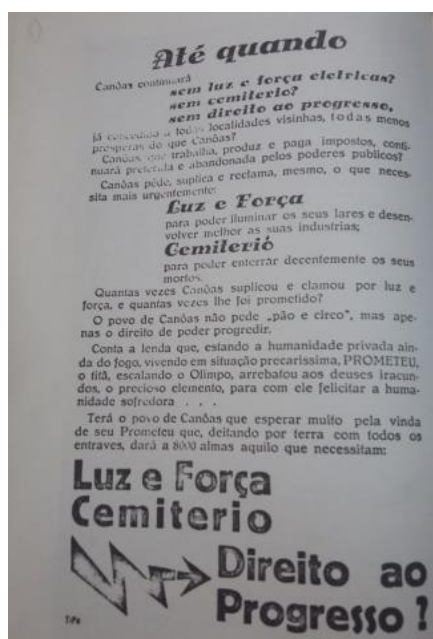 Até quando
Canôas continuará
sem luz e força eletricas?
sem cemiterio?
sem direito ao progresso,
já concedido a todas localidades visinhas, todas menos
prosperas do que Canôas?
Canôas, que trabalha, produz e paga impostos, conti-
nuará preterida e abandonada pelos poderes publicos?
Canôas péde, suplica e reclama, mesmo, o que neces-
sita mais urgentemente:
Luz e Força
para poder iluminar os seus lares e desen-
volver melhor as suas industrias;
Cemiterió
para poder enterrar decentemente os seus
mortos.
Quantas vezes Canôas suplicou e clamou por luz e
força, e quantas vezes lhe foi prometido?
O povo de Canôas não pede „pão e circo", mas ape-
nas o direito de poder progredir.
Conta a lenda que, estando a humanidade privada ain-
da do fogo, vivendo em situação precarissima, PROMETEU,
o titã, escalando o Olimpo, arrebatou aos deuses iracun-
dos, o precioso elemento, para com ele felicitar a huma-
nidade sofredora . . .
Terá o povo de Canôas que esperar muito pela vinda
de seu Prometeu que, deitando por terra com todos os
entraves, dará a 8000 almas aquilo que necessitam:
Luz e Força
Cemiterio
Direito ao
Progresso ?